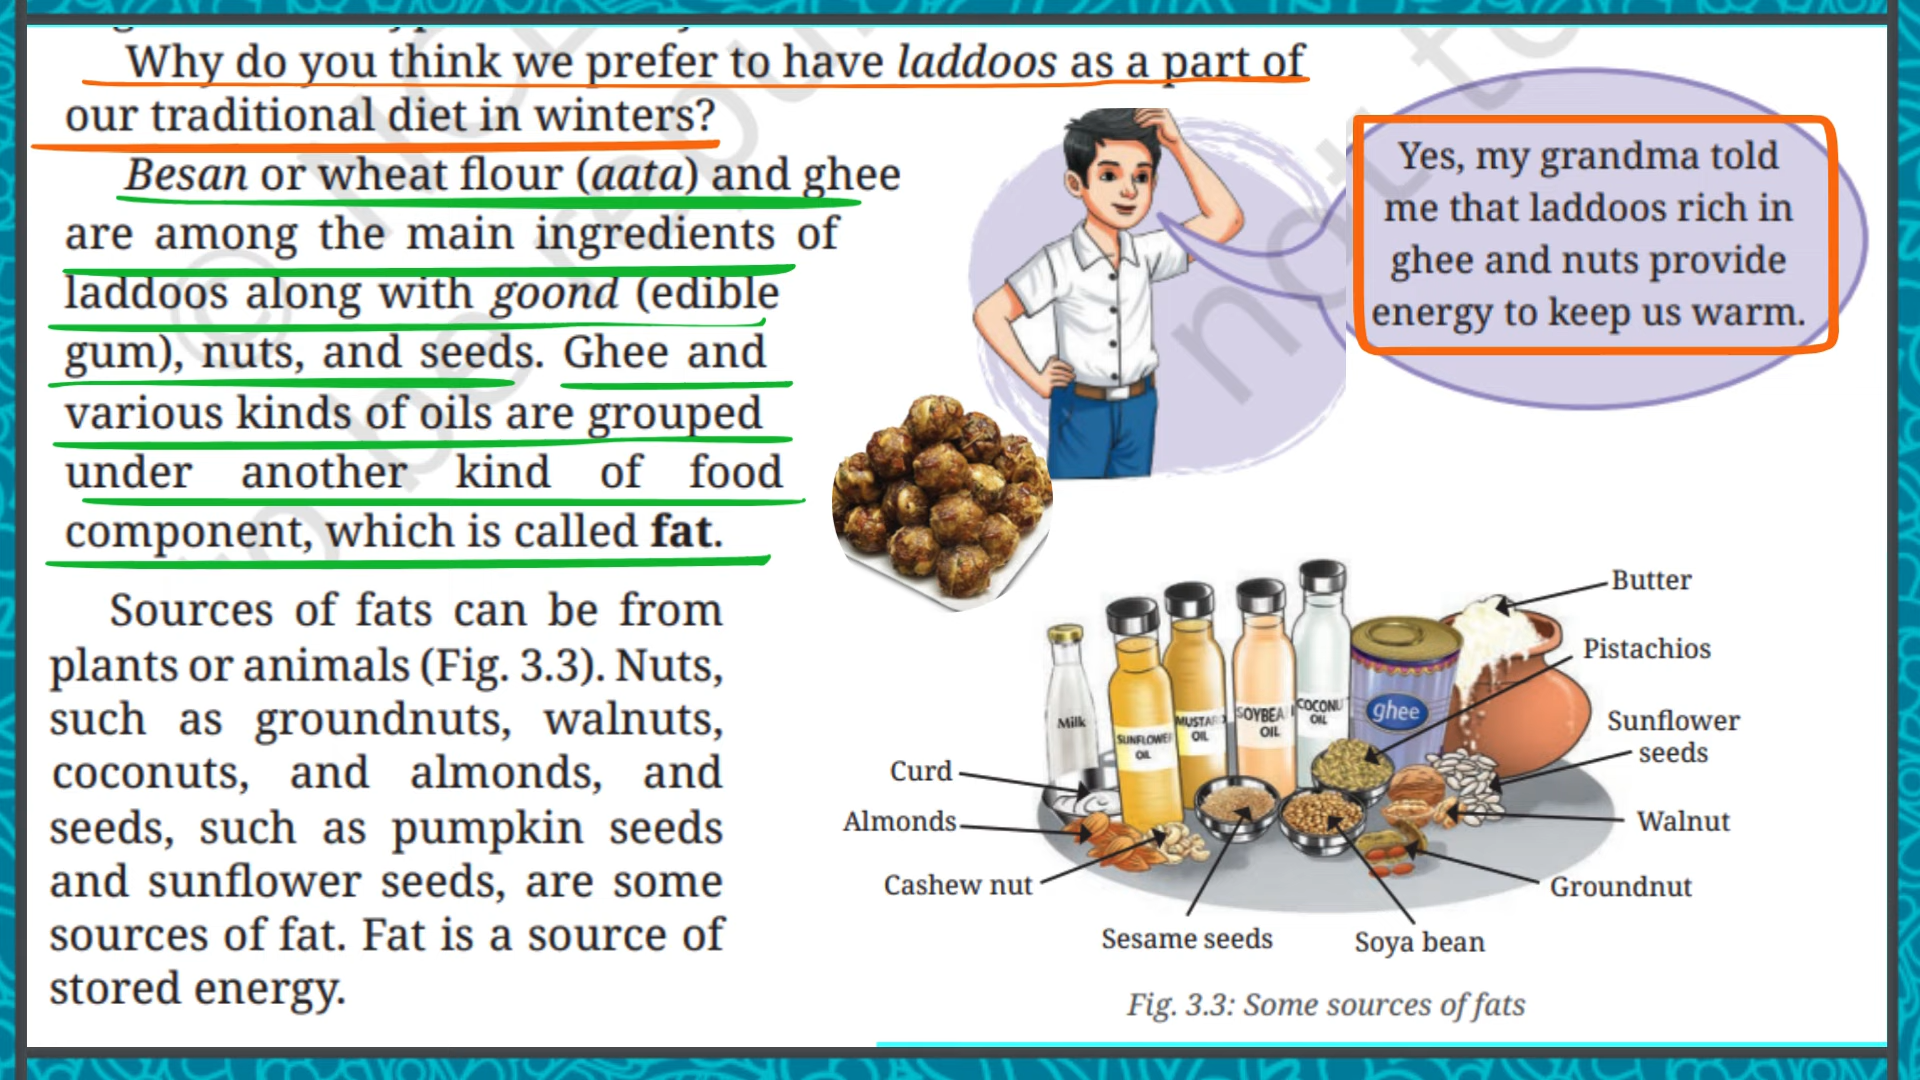 Why do you think we prefer to have laddoos as a part of
our traditional diet in winters?
Besan or wheat flour (aata) and ghee
are among the main ingredients of
laddoos along with goond (edible
gum), nuts, and seeds. Ghee and
various kinds of oils are grouped
under another kind of food
component, which is called fat.
Sources of fats can be from
plants or animals (Fig. 3.3). Nuts,
such as groundnuts, walnuts,
coconuts, and almonds, and
seeds, such as pumpkin seeds
and sunflower seeds, are some
sources of fat. Fat is a source of
stored energy.
Yes, my grandma told
me that laddoos rich in
ghee and nuts provide
energy to keep us warm.
Butter
Pistachios
Sunflower
seeds
Walnut
Groundnut
Soya bean
Sesame seeds
Cashew nut
Almonds
Curd
Milk
SUNFLOWER
OIL
MUSTARD
OIL
SOYBEA
OIL
COCONU
OIL
ghee
Fig. 3.3: Some sources of fats
not to